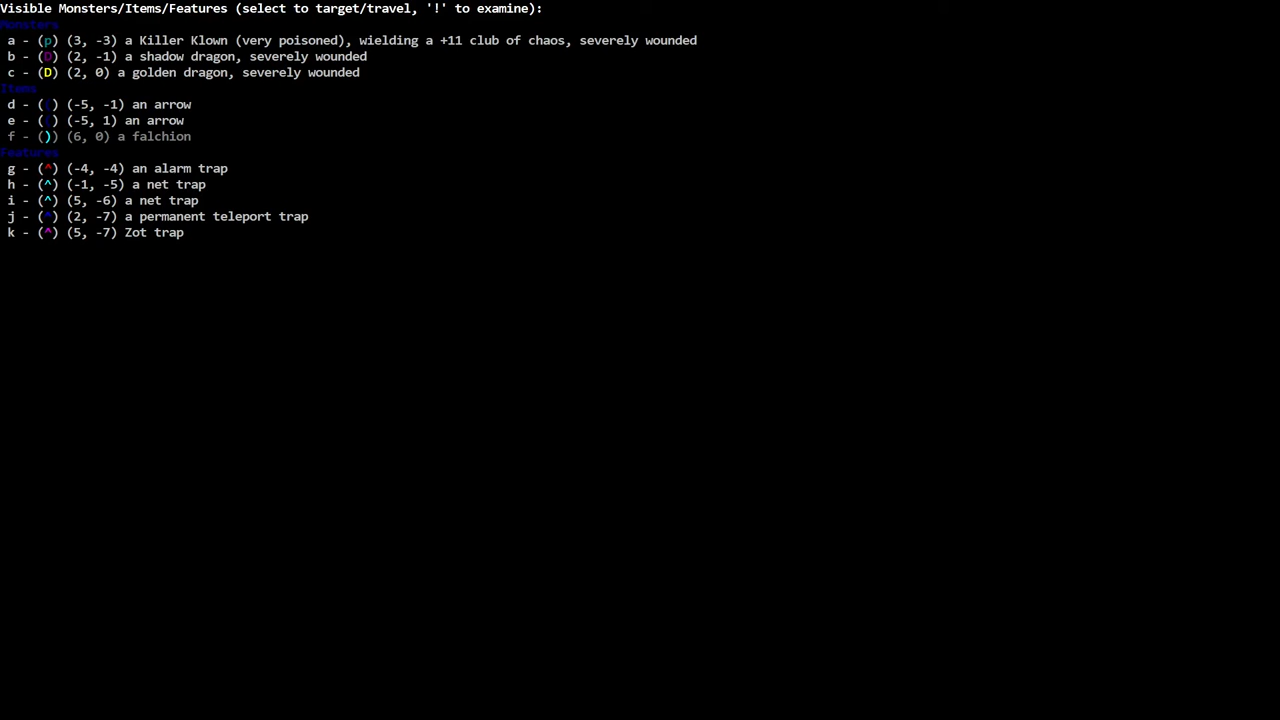 Visible Monsters/Items/Features (select to target/travel, '!' to examine):
Monsters
a - (p) (3, -3) a Killer Klown (very poisoned), wielding a +11 club of chaos, severely wounded
b - (D) (2, -1) a shadow dragon, severely wounded
c - (D) (2, 0) a golden dragon, severely wounded
Items
d - (() (-5, -1) an arrow
e - (() (-5, 1) an arrow
f - ()) (6, 0) a falchion
Features
g - (^) (-4, -4) an alarm trap
h - (^) (-1, -5) a net trap
i - (^) (5, -6) a net trap
j - (^) (2, -7) a permanent teleport trap
k - (^) (5, -7) Zot trap